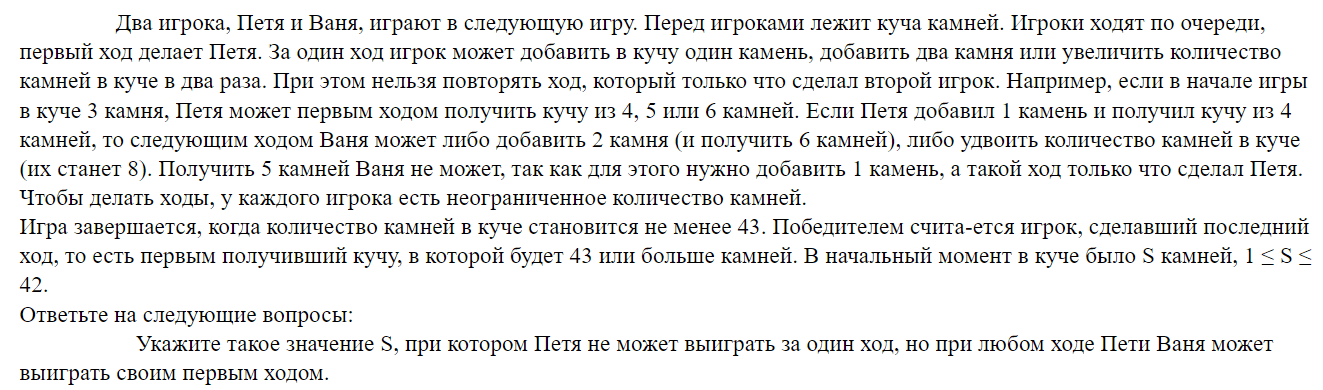 Два игрока, Петя и Ваня, играют в следующую игру. Перед игроками лежит куча камней. Игроки ходят по очереди,
первый ход делает Петя. За один ход игрок может добавить в кучу один камень, добавить два камня или увеличить количество
камней в куче в два раза. При этом нельзя повторять ход, который только что сделал второй игрок. Например, если в начале игры
в куче 3 камня, Петя может первым ходом получить кучу из 4, 5 или 6 камней. Если Петя добавил 1 камень и получил кучу из 4
камней, то следующим ходом Ваня может либо добавить 2 камня (и получить 6 камней), либо удвоить количество камней в куче
(их станет 8). Получить 5 камней Ваня не может, так как для этого нужно добавить 1 камень, а такой ход только что сделал Петя.
Чтобы делать ходы, у каждого игрока есть неограниченное количество камней.
Игра завершается, когда количество камней в куче становится не менее 43. Победителем счита-ется игрок, сделавший последний
ход, то есть первым получивший кучу, в которой будет 43 или больше камней. В начальный момент в куче было S камней, 1 ≤ S ≤
42.
Ответьте на следующие вопросы:
Укажите такое значение S, при котором Петя не может выиграть за один ход, но при любом ходе Пети Ваня может
выиграть своим первым ходом.